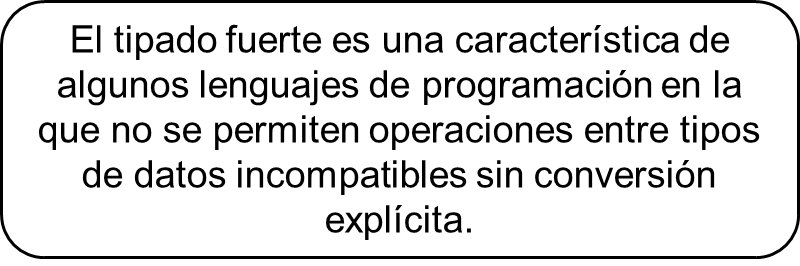 El tipado fuerte es una característica de
algunos lenguajes de programación en la
que no se permiten operaciones entre tipos
de datos incompatibles sin conversión
explícita.